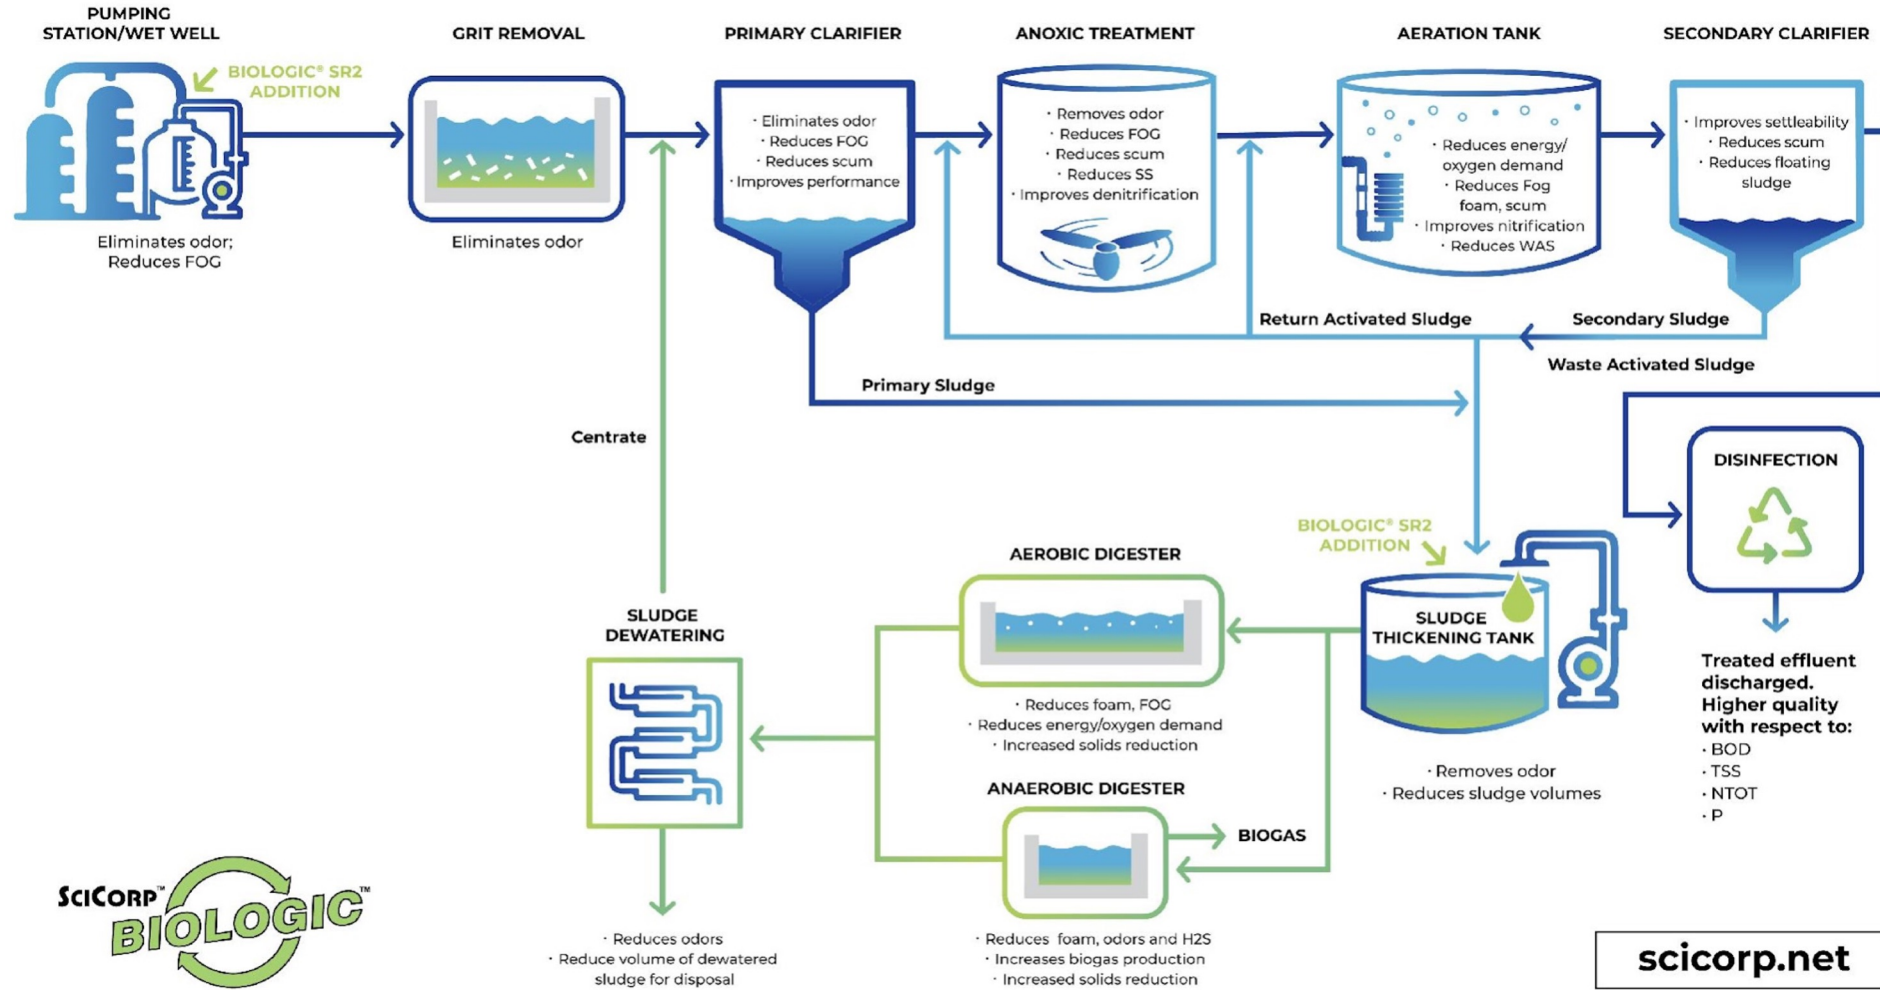 PUMPING
STATION/WET WELL
GRIT REMOVAL
PRIMARY CLARIFIER
ANOXIC TREATMENT
AERATION TANK
SECONDARY CLARIFIER
BIOLOGIC® SR2
ADDITION
Eliminates odor;
Reduces FOG
Eliminates odor
· Eliminates odor
· Reduces FOG
· Reduces scum
· Improves performance
· Removes odor
· Reduces FOG
· Reduces scum
· Reduces SS
· Improves denitrification
· Reduces energy/
oxygen demand
· Reduces Fog
foam, scum
· Improves nitrification
· Reduces WAS
· Improves settleability
· Reduces scum
· Reduces floating
sludge
Return Activated Sludge
Secondary Sludge
Waste Activated Sludge
Primary Sludge
Centrate
DISINFECTION
Treated effluent
discharged.
Higher quality
with respect to:
· BOD
· TSS
· NTOT
· P
BIOLOGIC® SR2
ADDITION
SLUDGE
THICKENING TANK
· Removes odor
· Reduces sludge volumes
AEROBIC DIGESTER
· Reduces foam, FOG
· Reduces energy/oxygen demand
· Increased solids reduction
ANAEROBIC DIGESTER
BIOGAS
· Reduces foam, odors and H2S
· Increases biogas production
· Increased solids reduction
SLUDGE
DEWATERING
· Reduces odors
· Reduce volume of dewatered
sludge for disposal
SCICORP™
BIOLOGIC™
scicorp.net